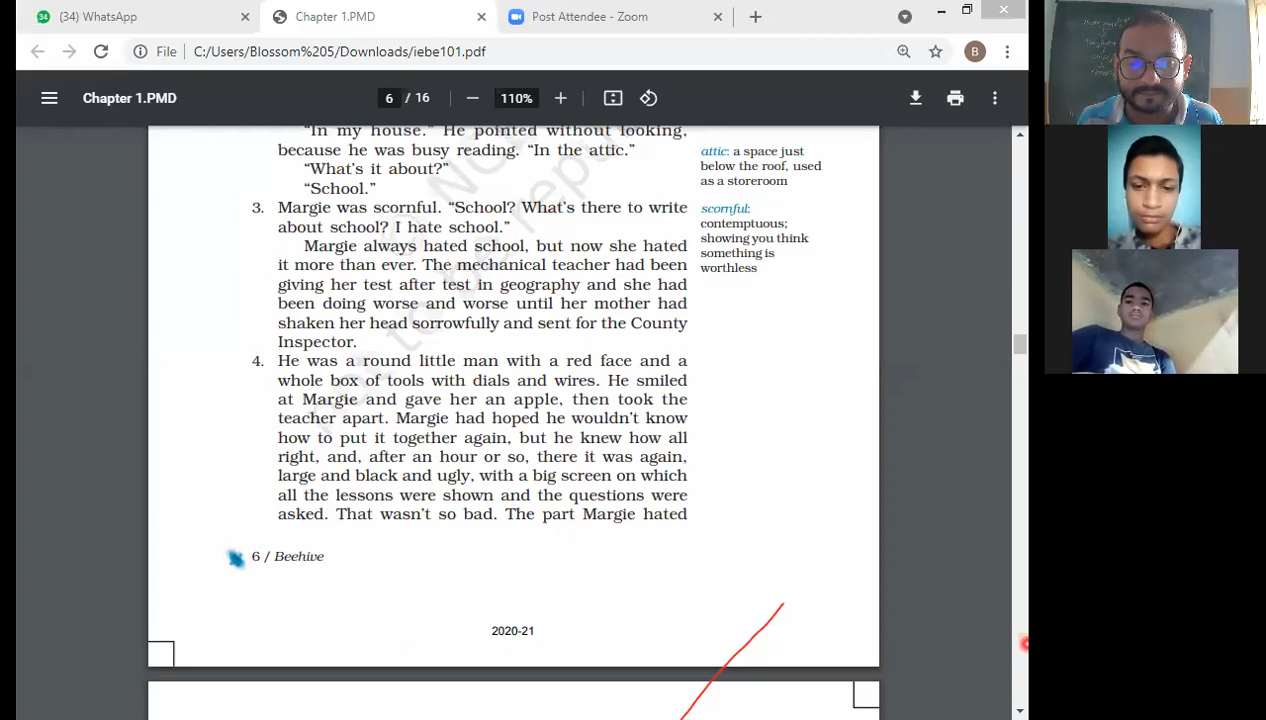 34
(34) WhatsApp
Chapter 1.PMD
Post Attendee - Zoom
File
C:/Users/Blossom%205/Downloads/iebe101.pdf
B
Chapter 1.PMD
6 / 16
110%
"In my house." He pointed without looking,
because he was busy reading. "In the attic."
"What's it about?"
"School."
3. Margie was scornful. "School? What's there to write
about school? I hate school."
Margie always hated school, but now she hated
it more than ever. The mechanical teacher had been
giving her test after test in geography and she had
been doing worse and worse until her mother had
shaken her head sorrowfully and sent for the County
Inspector.
4. He was a round little man with a red face and a
whole box of tools with dials and wires. He smiled
at Margie and gave her an apple, then took the
teacher apart. Margie had hoped he wouldn't know
how to put it together again, but he knew how all
right, and, after an hour or so, there it was again,
large and black and ugly, with a big screen on which
all the lessons were shown and the questions were
asked. That wasn't so bad. The part Margie hated
attic: a space just
below the roof, used
as a storeroom
scornful:
contemptuous;
showing you think
something is
worthless
6 / Beehive
2020-21